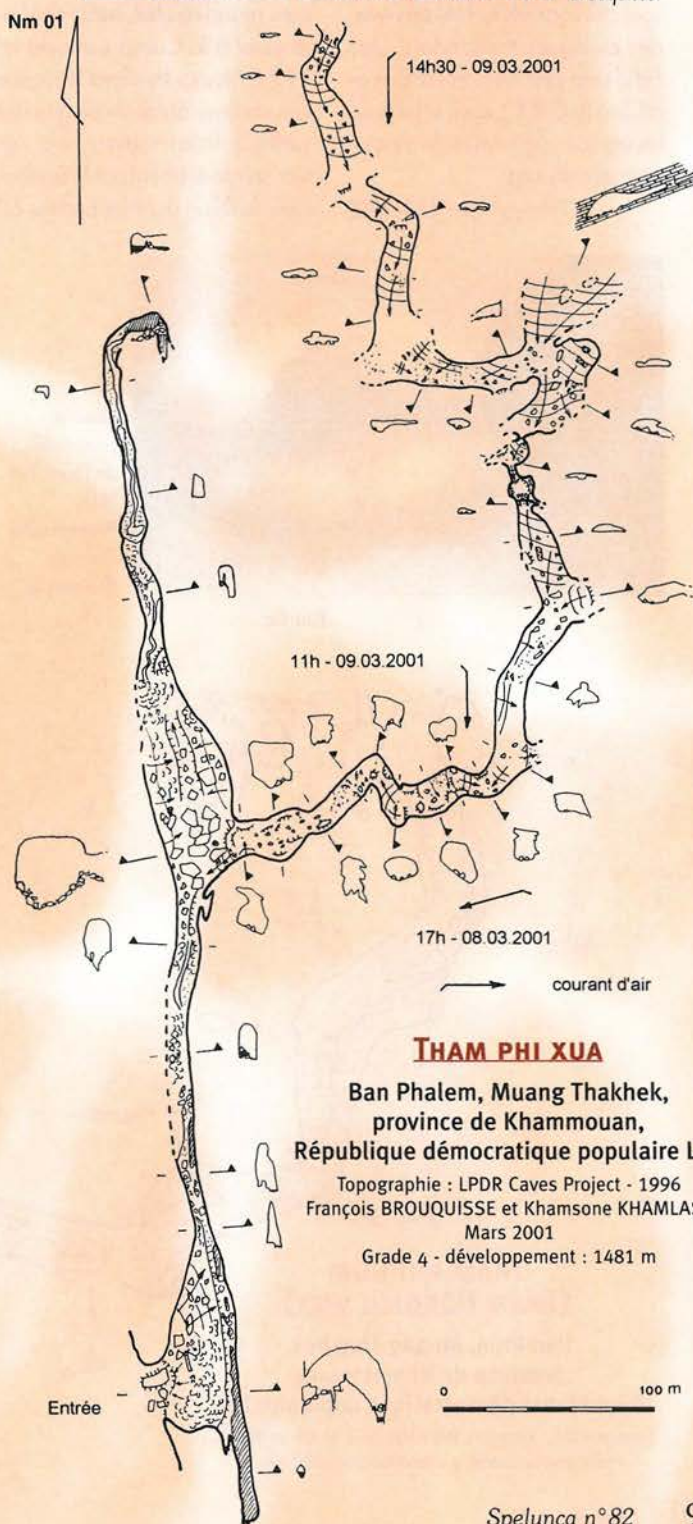 Nm 01
14h30 - 09.03.2001
11h - 09.03.2001
17h - 08.03.2001
courant d'air
THAM PHI XUA
Ban Phalem, Muang Thakhek,
province de Khammouan,
République démocratique populaire L
Topographie : LPDR Caves Project - 1996
François BROUQUISSE et Khamsone KHAMLAS
Mars 2001
Grade 4 - développement : 1481 m
Entrée
0 100 m
Spelunca n°82